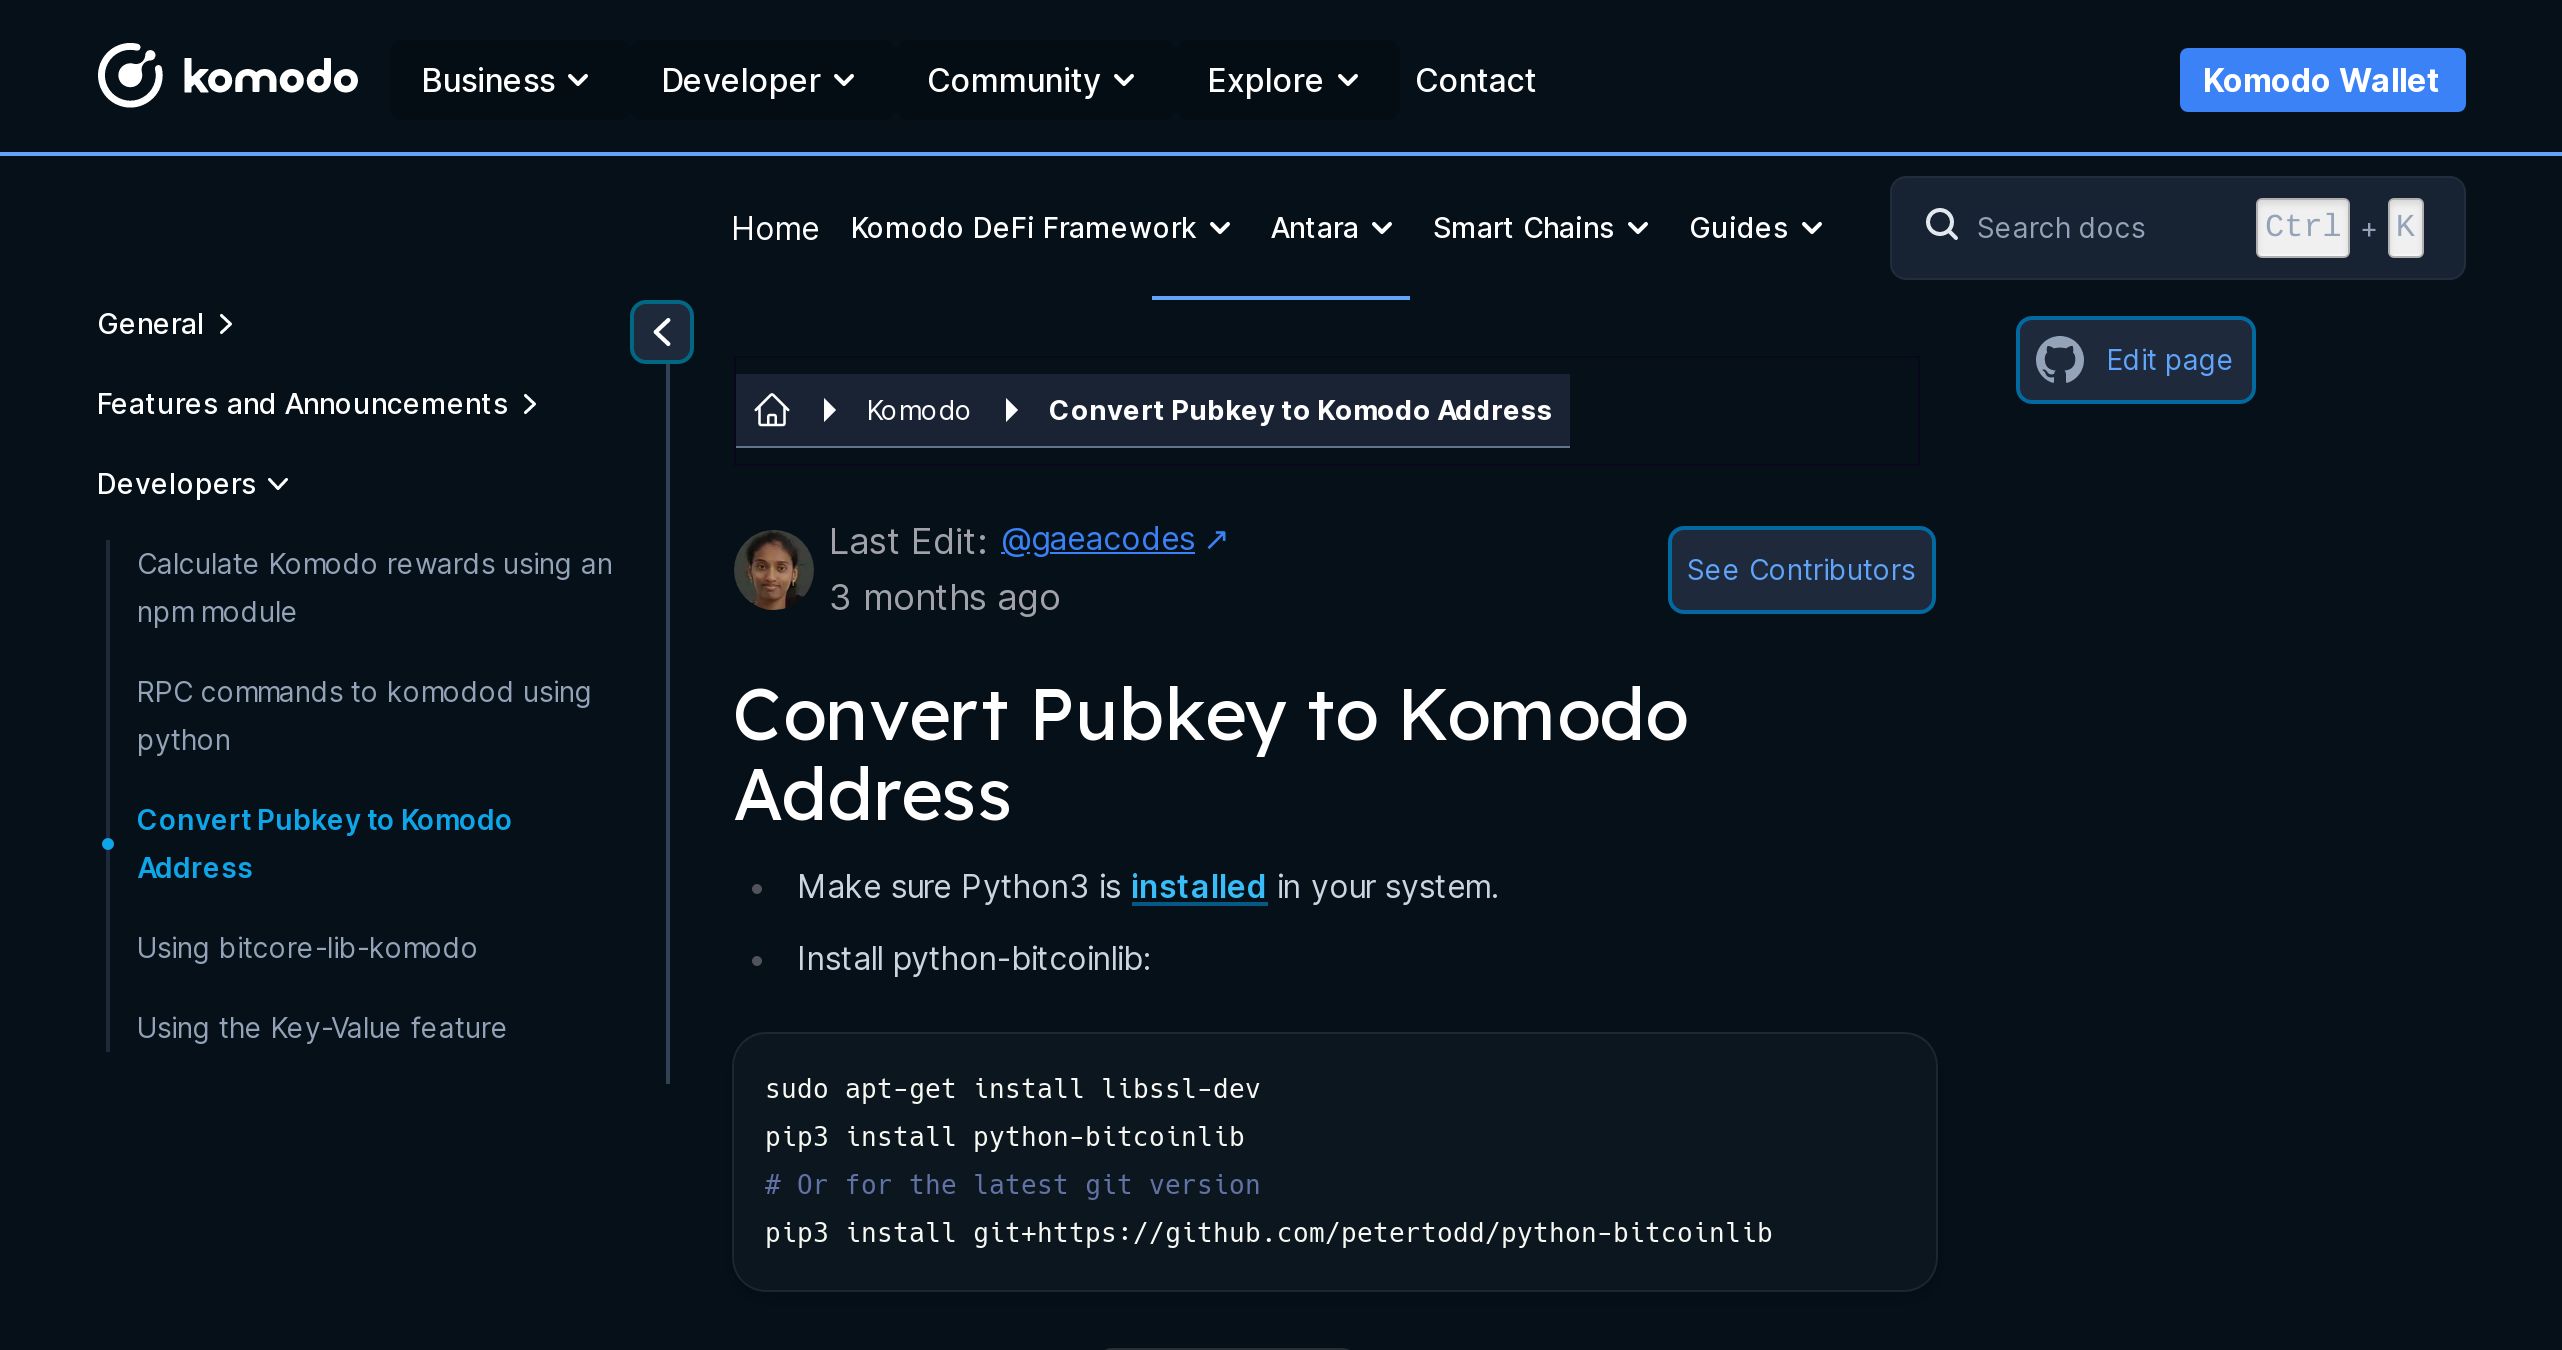 komodo Business Developer Community Explore Contact Komodo Wallet
Home Komodo DeFi Framework Antara Smart Chains Guides Search docs Ctrl + K
General
Features and Announcements
Developers
Calculate Komodo rewards using an
npm module
RPC commands to komodod using
python
Convert Pubkey to Komodo
Address
Using bitcore-lib-komodo
Using the Key-Value feature
Komodo Convert Pubkey to Komodo Address
Edit page
Last Edit: @gaeacodes ↗
3 months ago
See Contributors
Convert Pubkey to Komodo
Address
• Make sure Python3 is installed in your system.
• Install python-bitcoinlib:
sudo apt-get install libssl-dev
pip3 install python-bitcoinlib
# Or for the latest git version
pip3 install git+https://github.com/petertodd/python-bitcoinlib